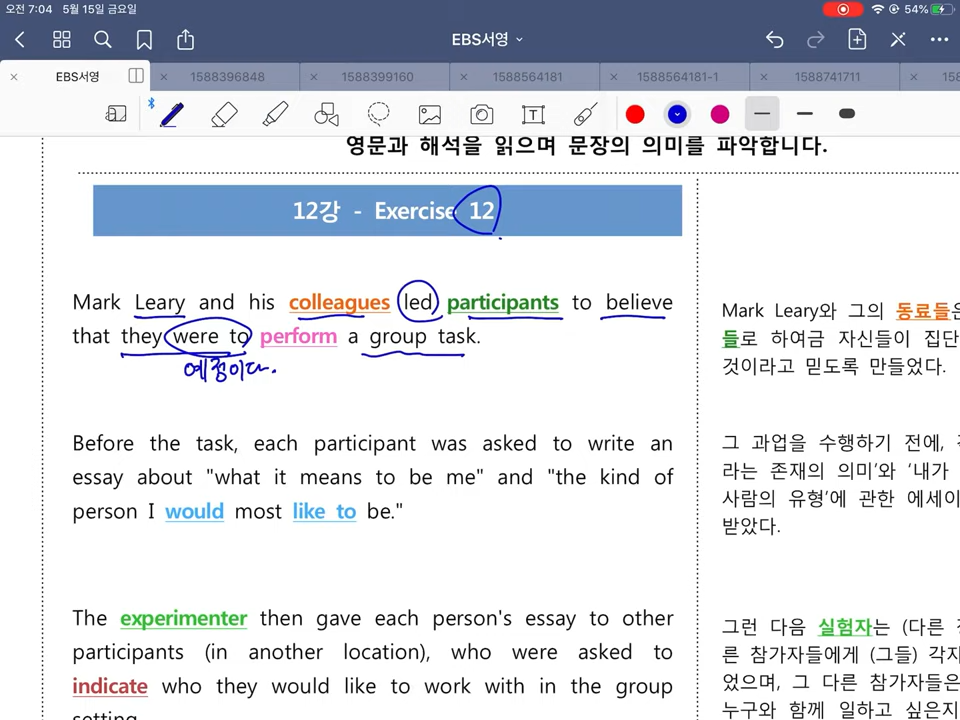 오전 7:04 5월 15일 금요일
54%
EBS서영
EBS서영
1588396848
1588399160
1588564181
1588564181-1
1588741711
영문과 해석을 읽으며 문장의 의미를 파악합니다.
12강 - Exercise 12
Mark Leary and his colleagues led participants to believe
that they were to perform a group task.
예정이다.
Before the task, each participant was asked to write an
essay about "what it means to be me" and "the kind of
person I would most like to be."
The experimenter then gave each person's essay to other
participants (in another location), who were asked to
indicate who they would like to work with in the group
setting.
Mark Leary와 그의 동료들은
들로 하여금 자신들이 집단
것이라고 믿도록 만들었다.
그 과업을 수행하기 전에,
라는 존재의 의미'와 '내가
사람의 유형'에 관한 에세이
받았다.
그런 다음 실험자는 (다른
른 참가자들에게 (그들) 각자
었으며, 그 다른 참가자들은
누구와 함께 일하고 싶은지